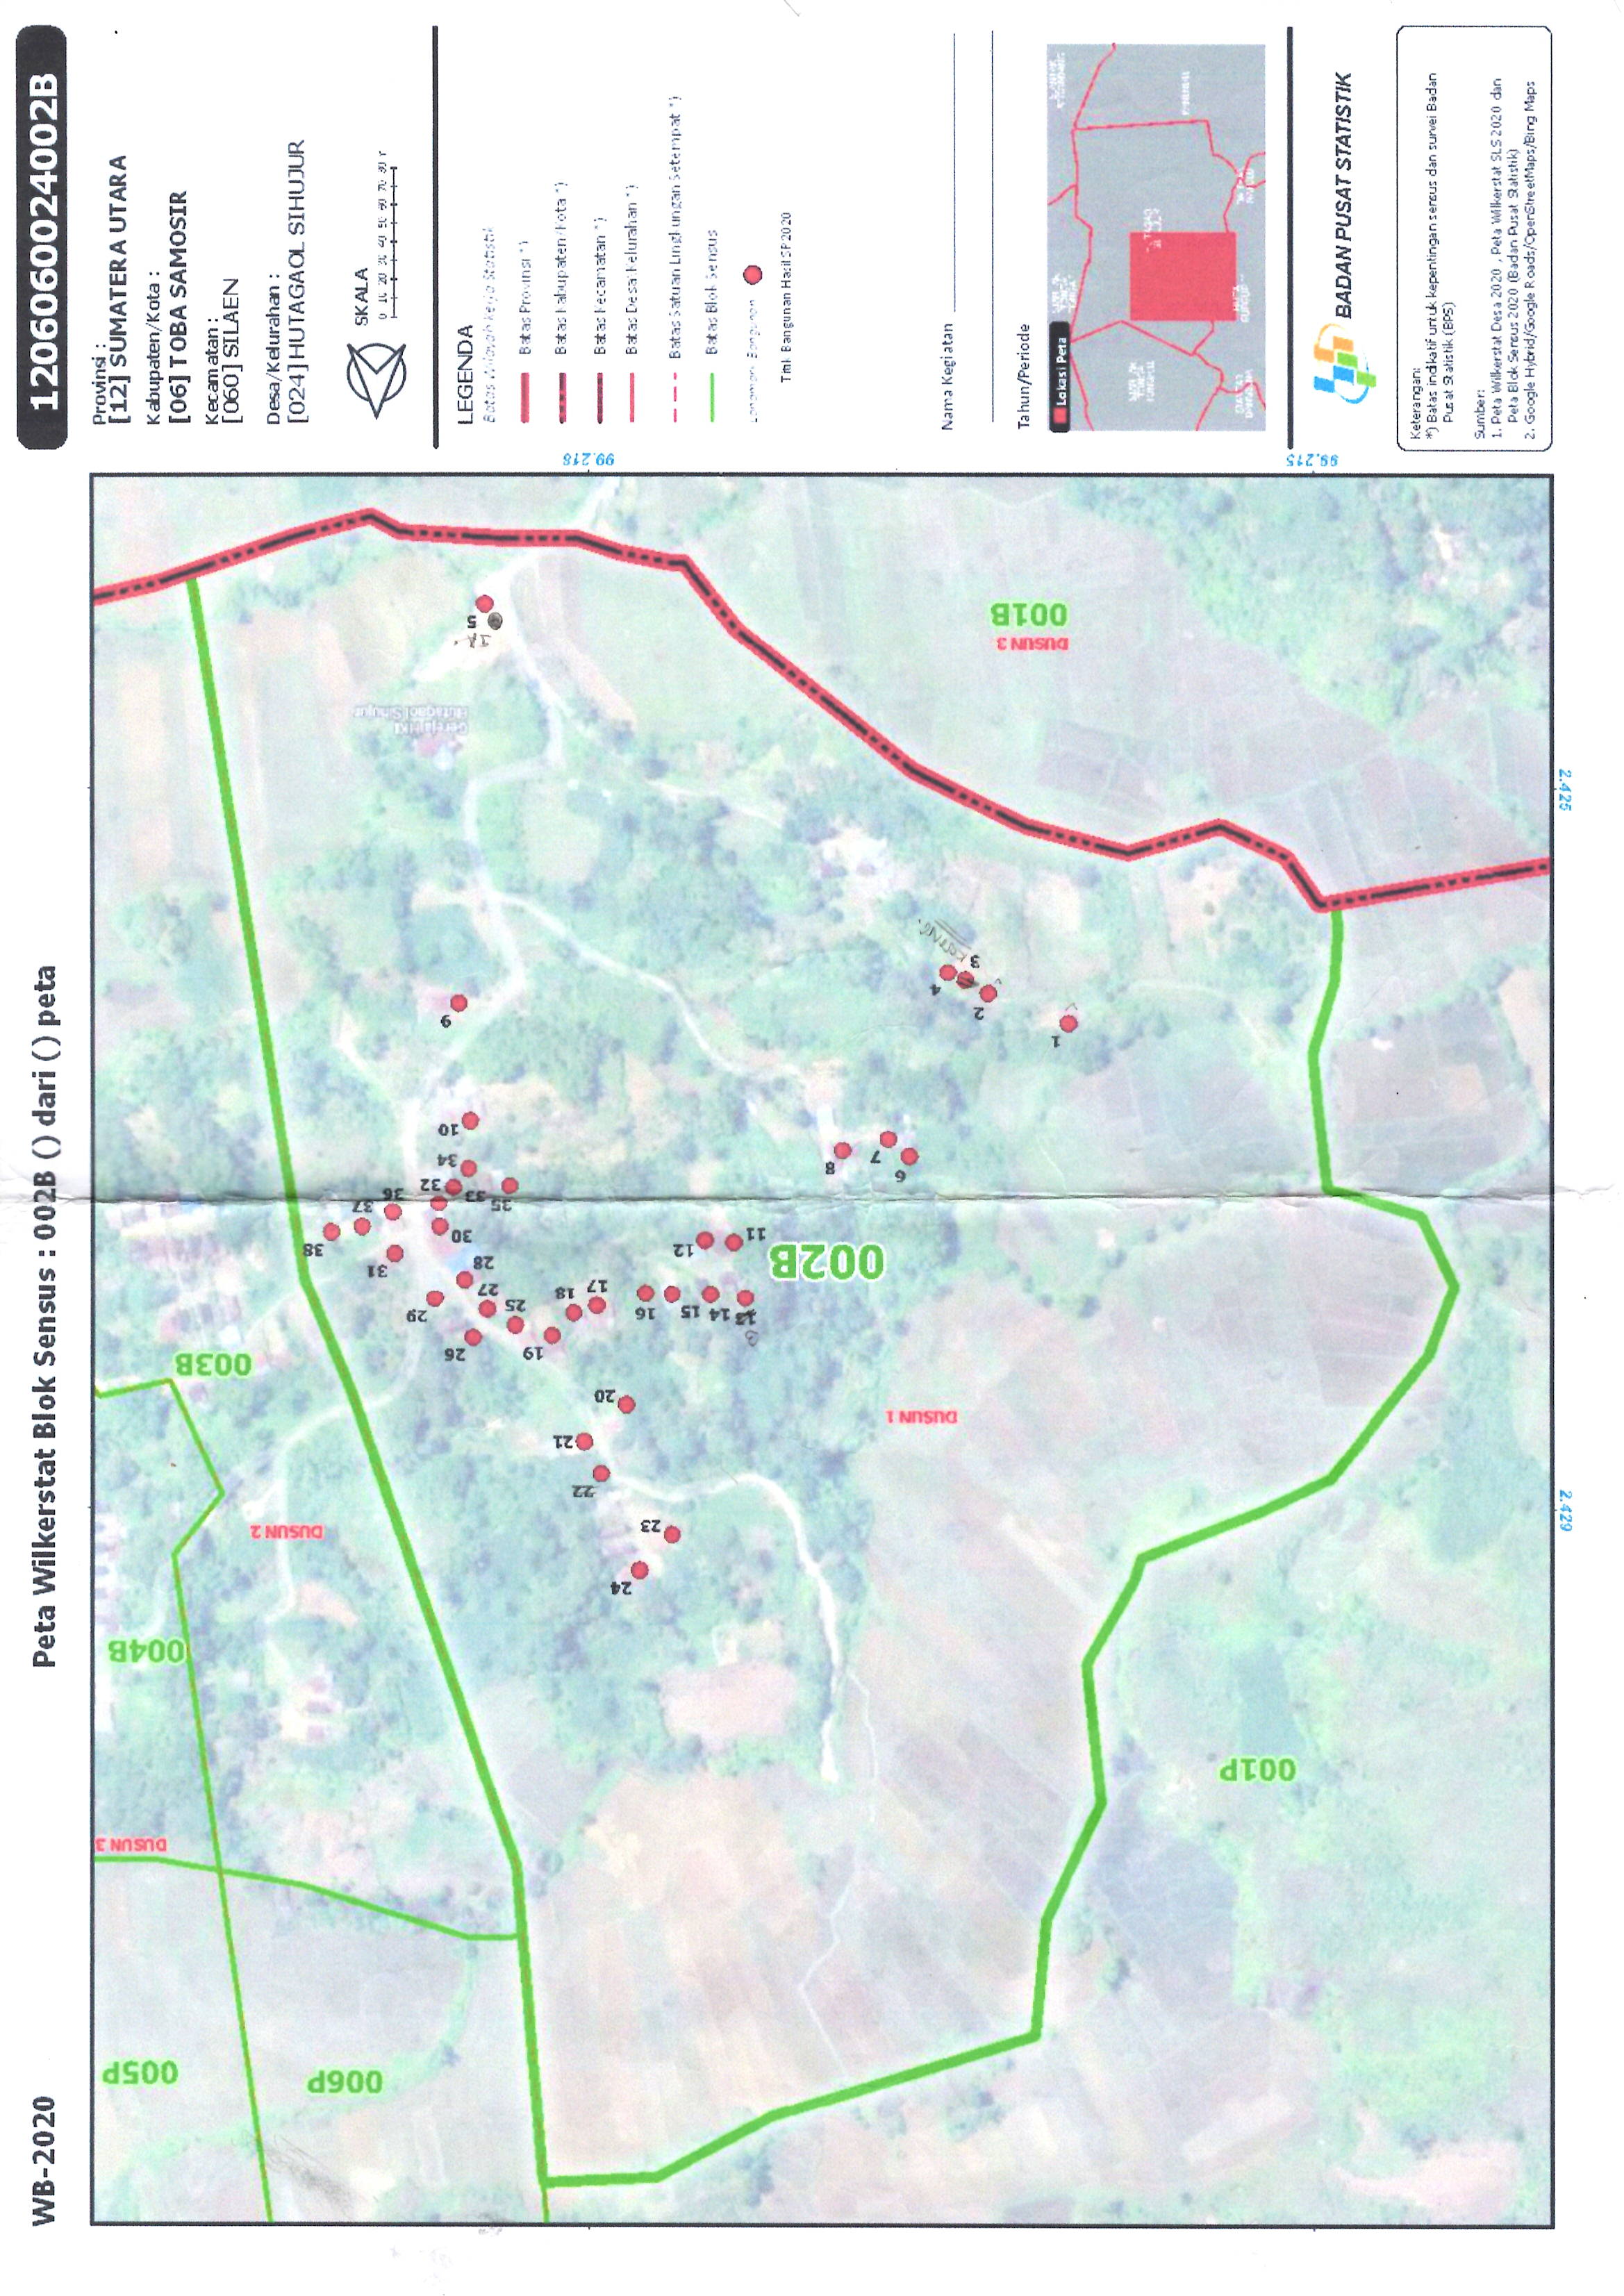 WB-2020
Peta Wilkerstat Blok Sensus : 002B () dari () peta
1206060024002B
Provinsi :
[12] SUMATERA UTARA
Kabupaten/Kota :
[06] TOBA SAMOSIR
Kecamatan :
[060] SILAEN
Desa/Kelurahan :
[024] HUTAGAOL SIHUJUR
SKALA
0 10 20 30 40 50 60 70 80
LEGENDA
Batas Wilayah Kerja Statistik
Batas Provinsi *)
Batas Kabupaten/Kota *)
Batas Kecamatan *)
Batas Desa/Kelurahan *)
Batas Satuan Lingkungan Setempat *)
Batas Blok Sensus
Landmark Bangunan
Titik Bangunan Hasil SP2020
Nama Kegiatan
Tahun/Periode
Lokasi Peta
BADAN PUSAT STATISTIK
Keterangan:
*) Batas indikatif untuk kepentingan sensus dan survei Badan
Pusat Statistik (BPS)
Sumber:
1. Peta Wilkerstat Desa 2020 , Peta Wilkerstat SLS 2020 dan
Peta Blok Sensus 2020 (Badan Pusat Statistik)
2. Google Hybrid/Google Roads/OpenStreetMaps/Bing Maps
005P
DUSUN 3
004B
003B
DUSUN 2
006P
38
37
31
36
29
32
30
34
33
10
9
26
27
28
35
1A
5
25
19
18
17
21
22
20
24
23
16
15
14
13
12
11
002B
8
7
6
DUSUN 1
4
3
2
KOSONG
1
DUSUN 3
001B
001P
99.218
99.215
2.429
2.425